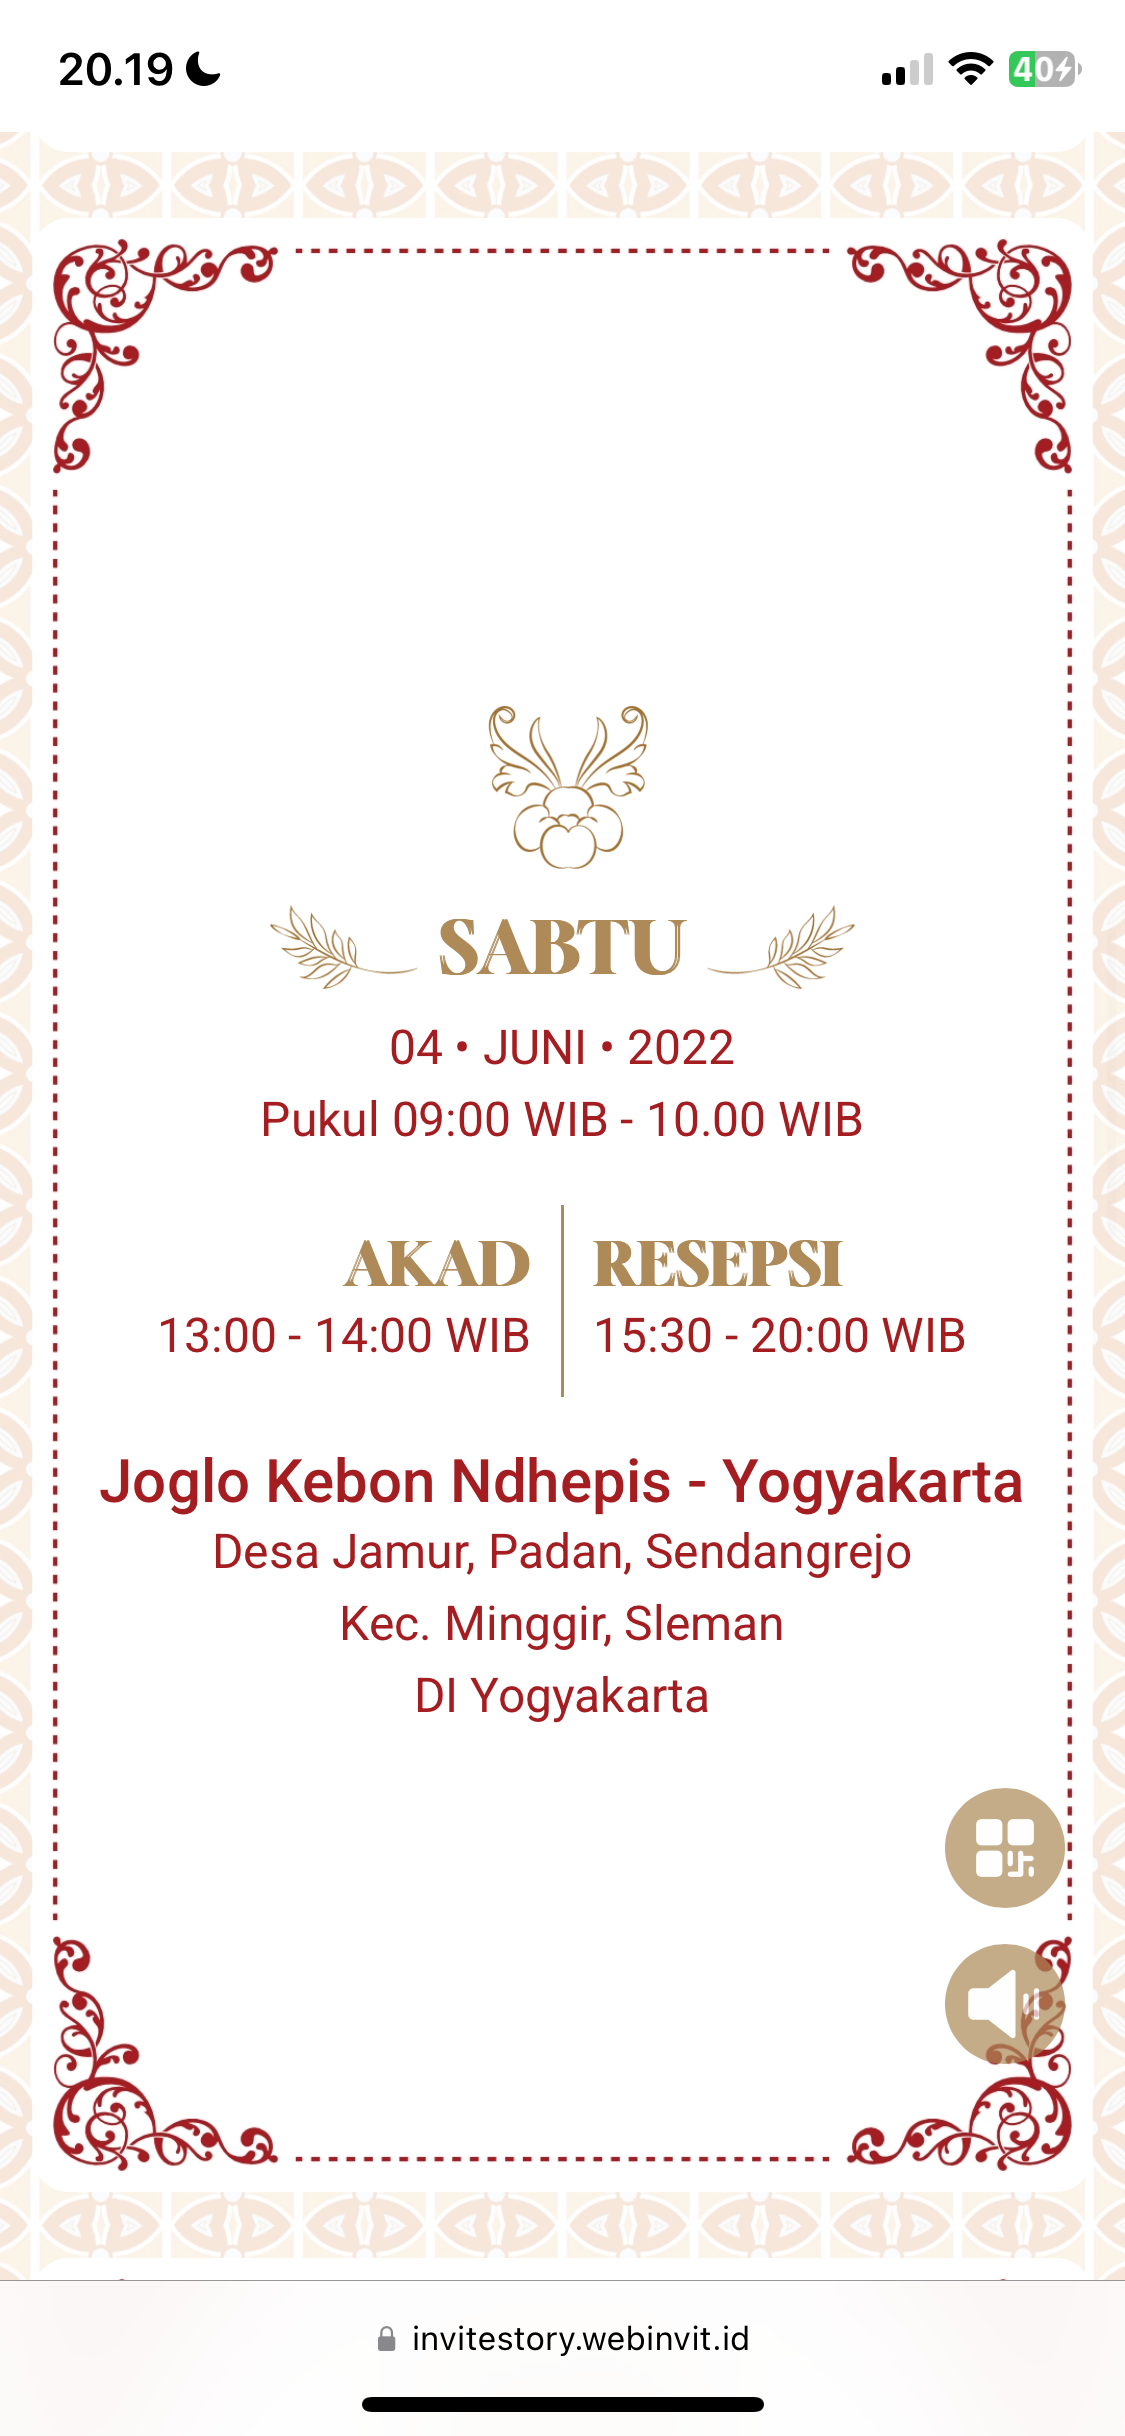 20.19
40
SABTU
04 • JUNI • 2022
Pukul 09:00 WIB - 10.00 WIB
AKAD
13:00 - 14:00 WIB
RESEPSI
15:30 - 20:00 WIB
Joglo Kebon Ndhepis - Yogyakarta
Desa Jamur, Padan, Sendangrejo
Kec. Minggir, Sleman
DI Yogyakarta
invitestory.webinvit.id